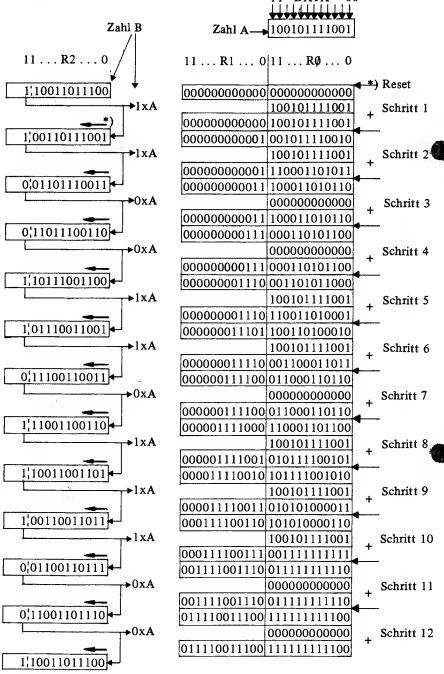 Zahl B
Zahl A 100101111001
11 ... R2 ... 0
11 ... R1 ... 0 11 ... RØ ... 0
1 10011011100
000000000000 000000000000 *) Reset
1xA
100101111001 + Schritt 1
000000000000 100101111001
*)
1 00110111001
000000000001 001011110010
1xA
100101111001 + Schritt 2
000000000001 110001101011
0 01101110011
000000000011 100011010110
0xA
000000000000 + Schritt 3
000000000011 100011010110
0 11011100110
000000000111 000110101100
0xA
000000000000 + Schritt 4
000000000111 000110101100
1 10111001100
000000001110 001101011000
1xA
100101111001 + Schritt 5
000000001110 110011010001
1 01110011001
000000011101 100110100010
1xA
100101111001 + Schritt 6
000000011110 001100011011
0 11100110011
000000111100 011000110110
0xA
000000000000 + Schritt 7
000000111100 011000110110
1 11001100110
000001111000 110001101100
1xA
100101111001 + Schritt 8
000001111001 010111100101
1 10011001101
000011110010 101111001010
1xA
100101111001 + Schritt 9
000011110011 010101000011
1 00110011011
000111100110 101010000110
1xA
100101111001 + Schritt 10
000111100111 001111111111
0 01100110111
001111001110 011111111110
0xA
000000000000 + Schritt 11
001111001110 011111111110
0 11001101110
011110011100 111111111100
0xA
000000000000 + Schritt 12
011110011100 111111111100
1 10011011100